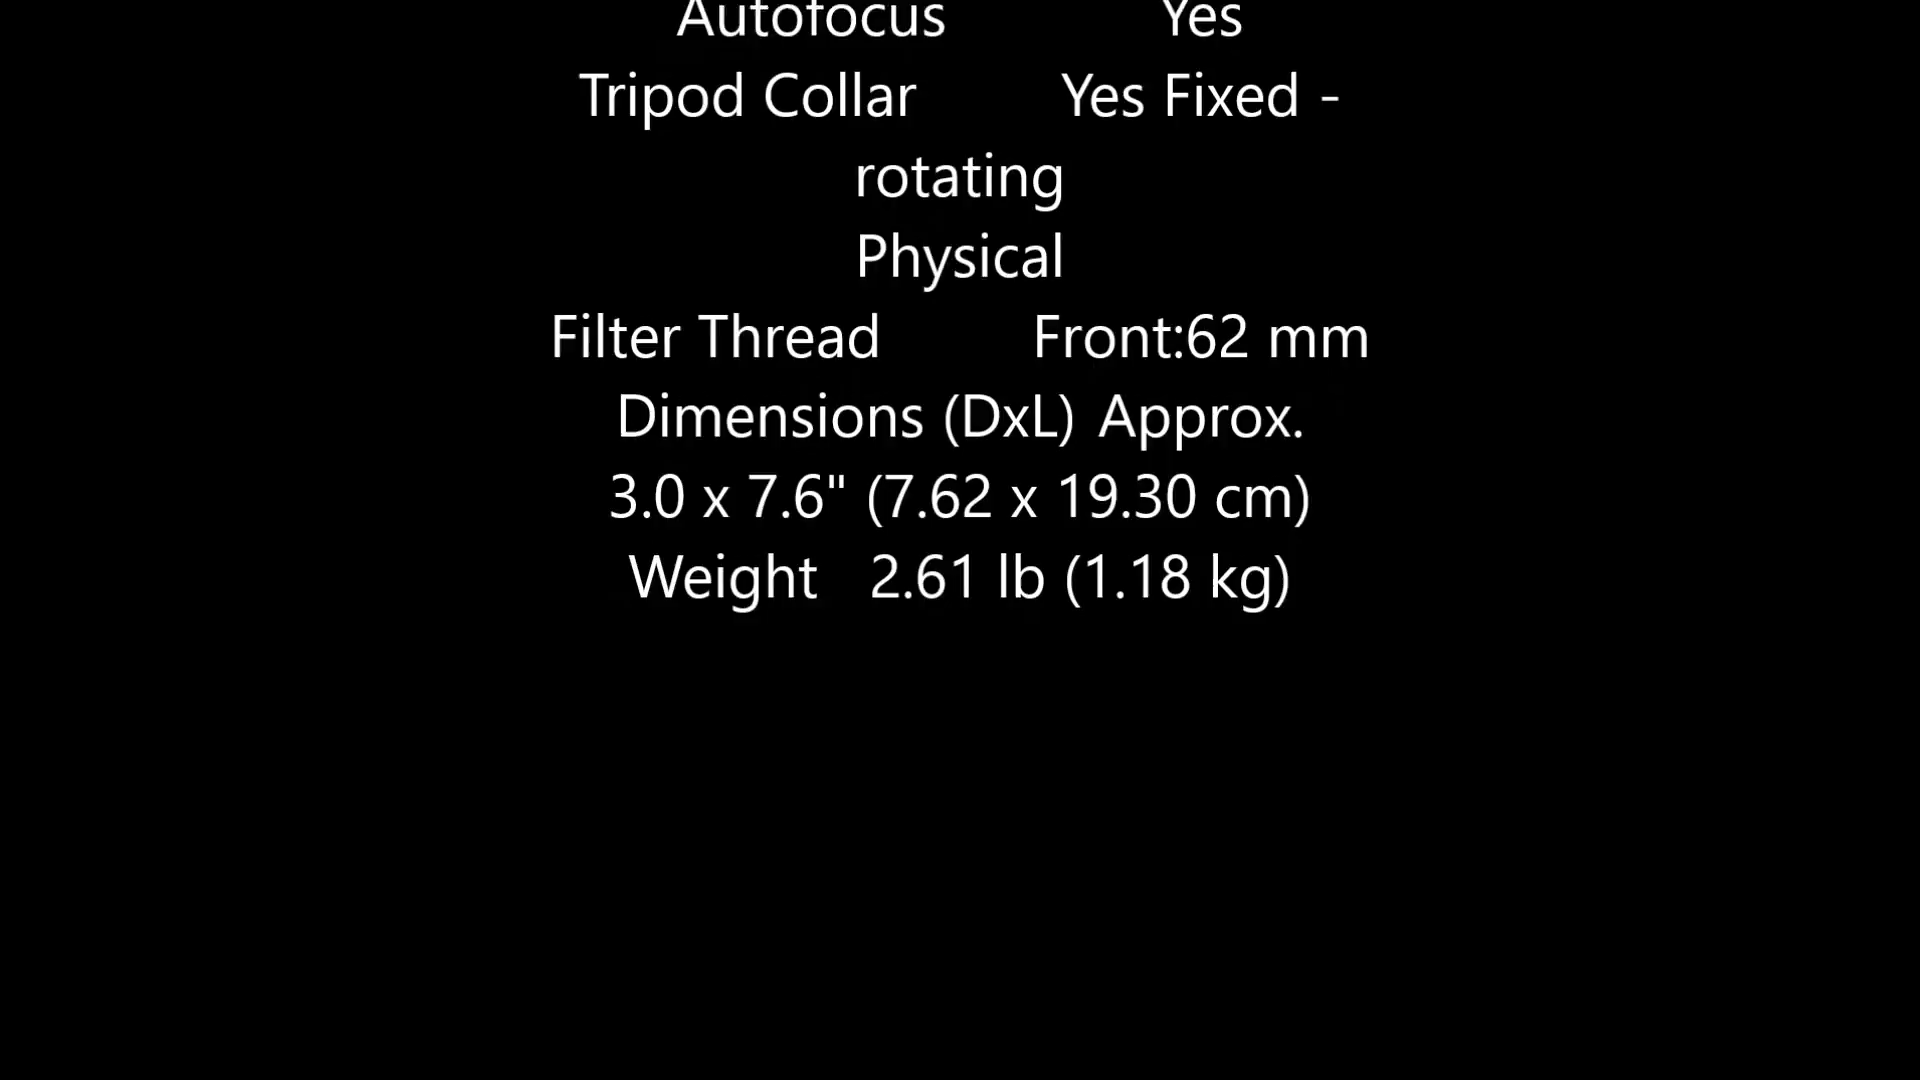 Autofocus Yes
Tripod Collar Yes Fixed -
rotating
Physical
Filter Thread Front:62 mm
Dimensions (DxL) Approx.
3.0 x 7.6" (7.62 x 19.30 cm)
Weight 2.61 lb (1.18 kg)